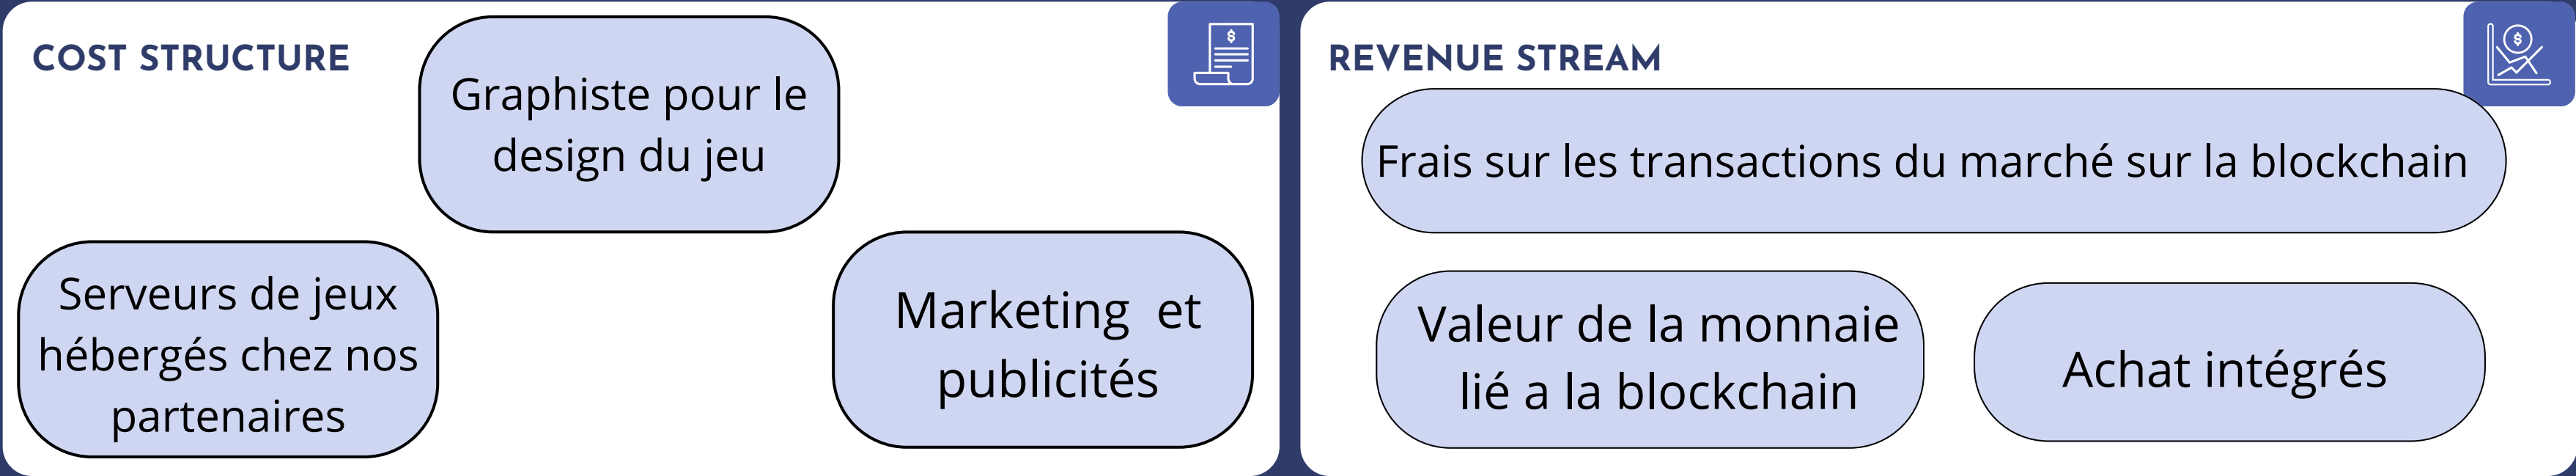 COST STRUCTURE
Graphiste pour le
design du jeu
Serveurs de jeux
hébergés chez nos
partenaires
Marketing et
publicités
$
REVENUE STREAM
$
Frais sur les transactions du marché sur la blockchain
Valeur de la monnaie
lié a la blockchain
Achat intégrés